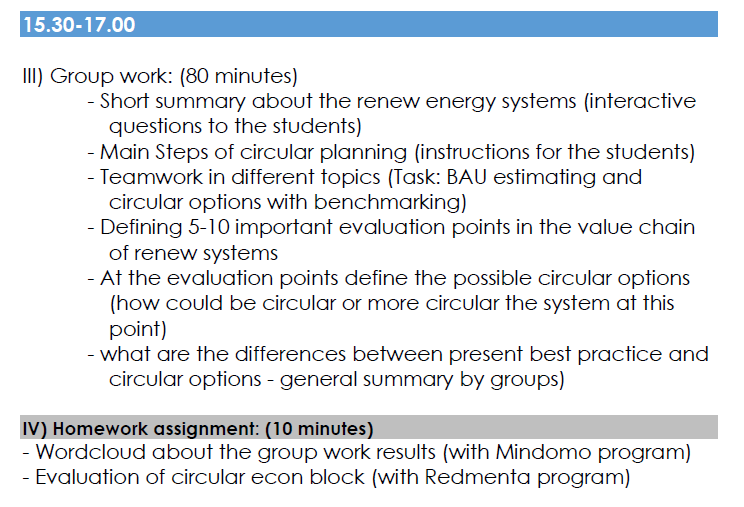 15.30-17.00
III) Group work: (80 minutes)
- Short summary about the renew energy systems (interactive
questions to the students)
- Main Steps of circular planning (instructions for the students)
- Teamwork in different topics (Task: BAU estimating and
circular options with benchmarking)
- Defining 5-10 important evaluation points in the value chain
of renew systems
- At the evaluation points define the possible circular options
(how could be circular or more circular the system at this
point)
- what are the differences between present best practice and
circular options - general summary by groups)
IV) Homework assignment: (10 minutes)
- Wordcloud about the group work results (with Mindomo program)
- Evaluation of circular econ block (with Redmenta program)